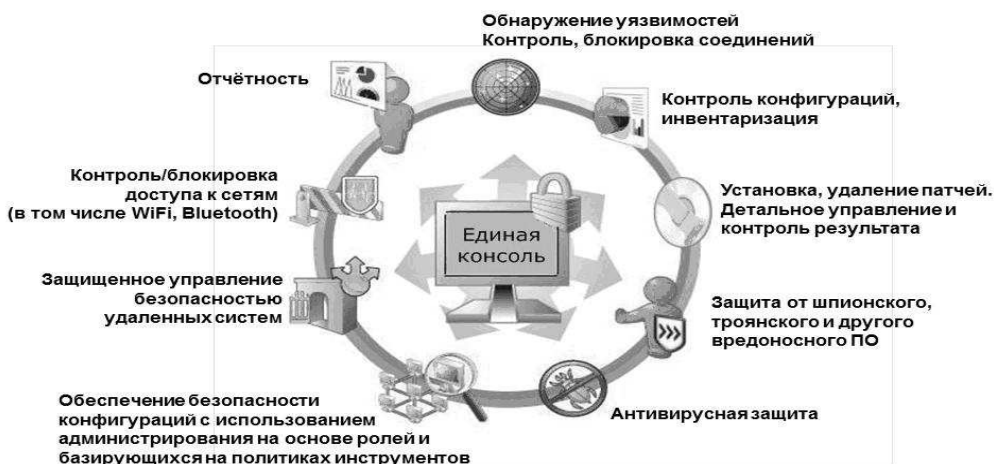 Обнаружение уязвимостей
Контроль, блокировка соединений
Отчётность
Контроль конфигураций,
инвентаризация
Контроль/блокировка
доступа к сетям
(в том числе WiFi, Bluetooth)
Установка, удаление патчей.
Детальное управление и
контроль результата
Единая
консоль
Защищенное управление
безопасностью
удаленных систем
Защита от шпионского,
троянского и другого
вредоносного ПО
Обеспечение безопасности
конфигураций с использованием
администрирования на основе ролей и
базирующихся на политиках инструментов
Антивирусная защита